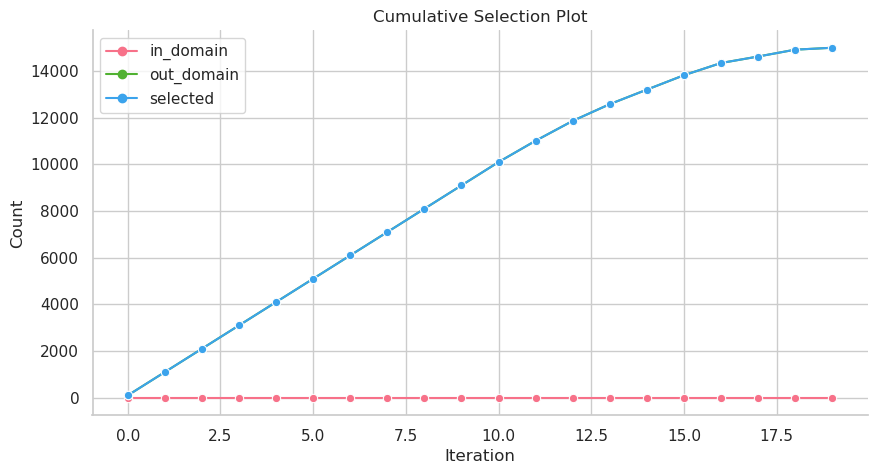 Cumulative Selection Plot
in_domain
out_domain
selected
14000
12000
10000
8000
6000
4000
2000
0
Count
0.0 2.5 5.0 7.5 10.0 12.5 15.0 17.5
Iteration